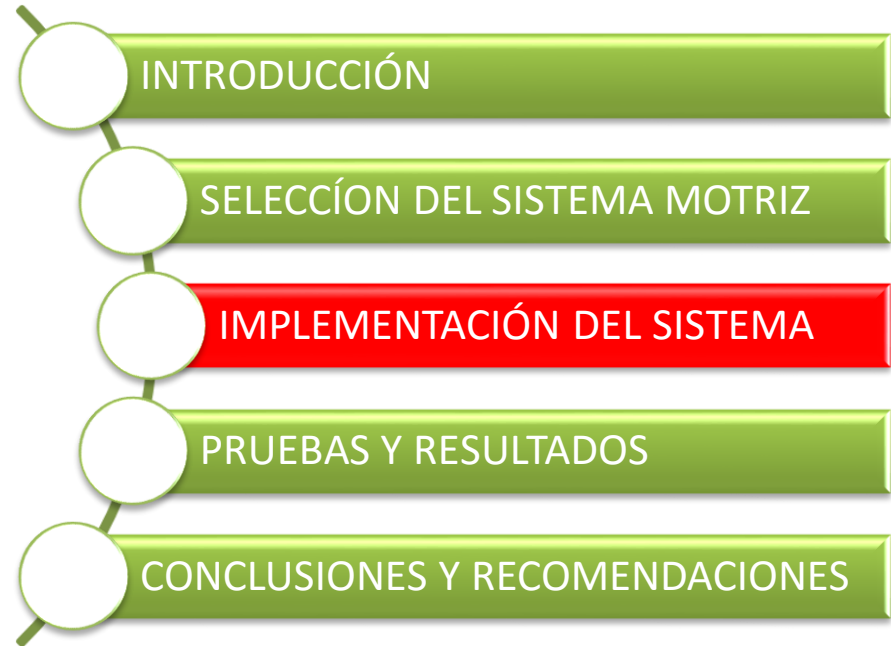 INTRODUCCIÓN
SELECCÍON DEL SISTEMA MOTRIZ
IMPLEMENTACIÓN DEL SISTEMA
PRUEBAS Y RESULTADOS
CONCLUSIONES Y RECOMENDACIONES